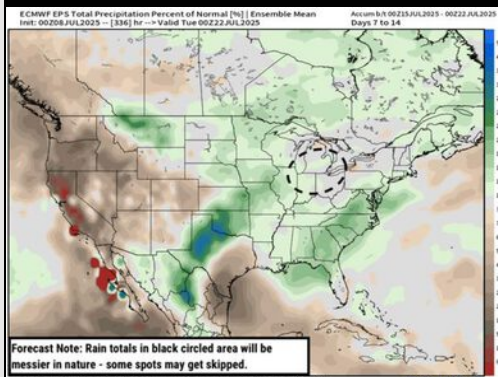 ECMWF EPS Total Precipitation Percent of Normal [%] | Ensemble Mean
Init: 00Z08JUL2025 -- [336] hr --> Valid Tue 00Z22JUL2025
Accum b/t 00Z15JUL2025 - 00Z22JUL2025
Days 7 to 14
Forecast Note: Rain totals in black circled area will be
messier in nature - some spots may get skipped.